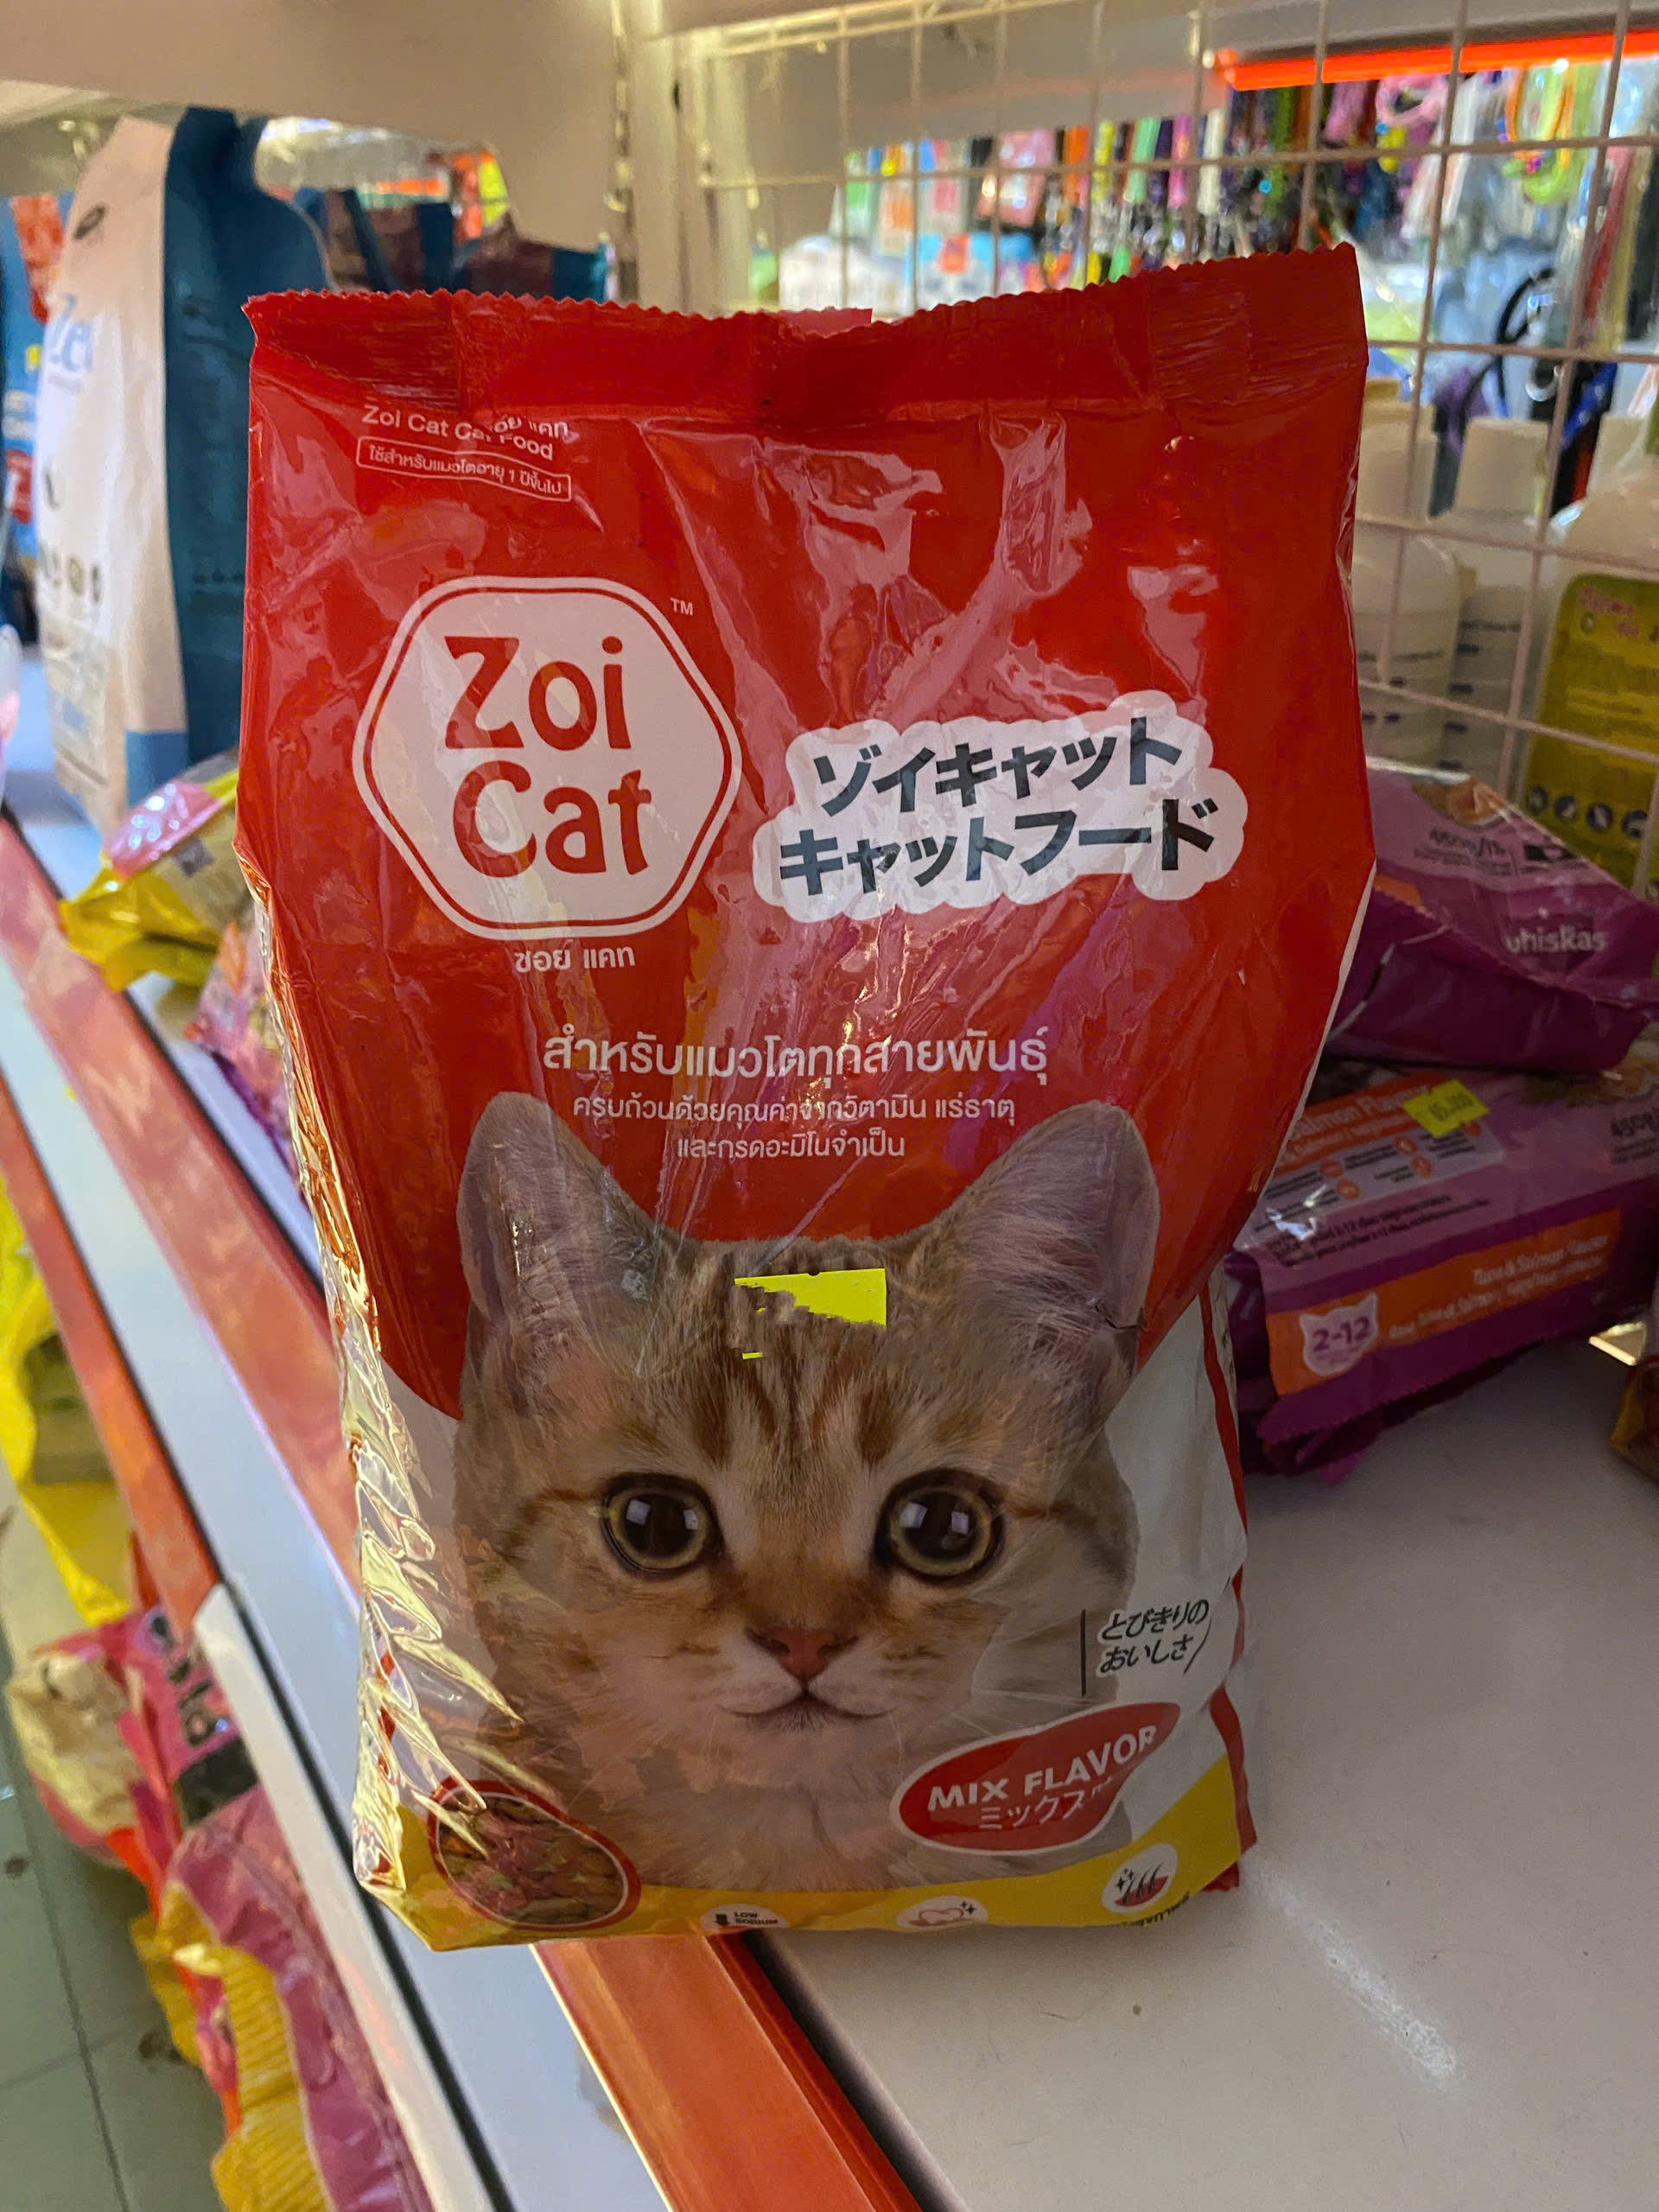 Zoi Cat Cat Food
ใช้สำหรับแมวโตอายุ 1 ปีขึ้นไป
Zoi
Cat
TM
ซอย แคท
ゾイキャット
キャットフード
สำหรับแมวโตทุกสายพันธุ์
ครบถ้วนด้วยคุณค่าจากวิตามิน แร่ธาตุ
และกรดอะมิโนจำเป็น
とびきりの
おいしさ
MIX FLAVOR
ミックス
LOW
SODIUM
whiskas
450g
Tuna & Salmon Flavour
2-12